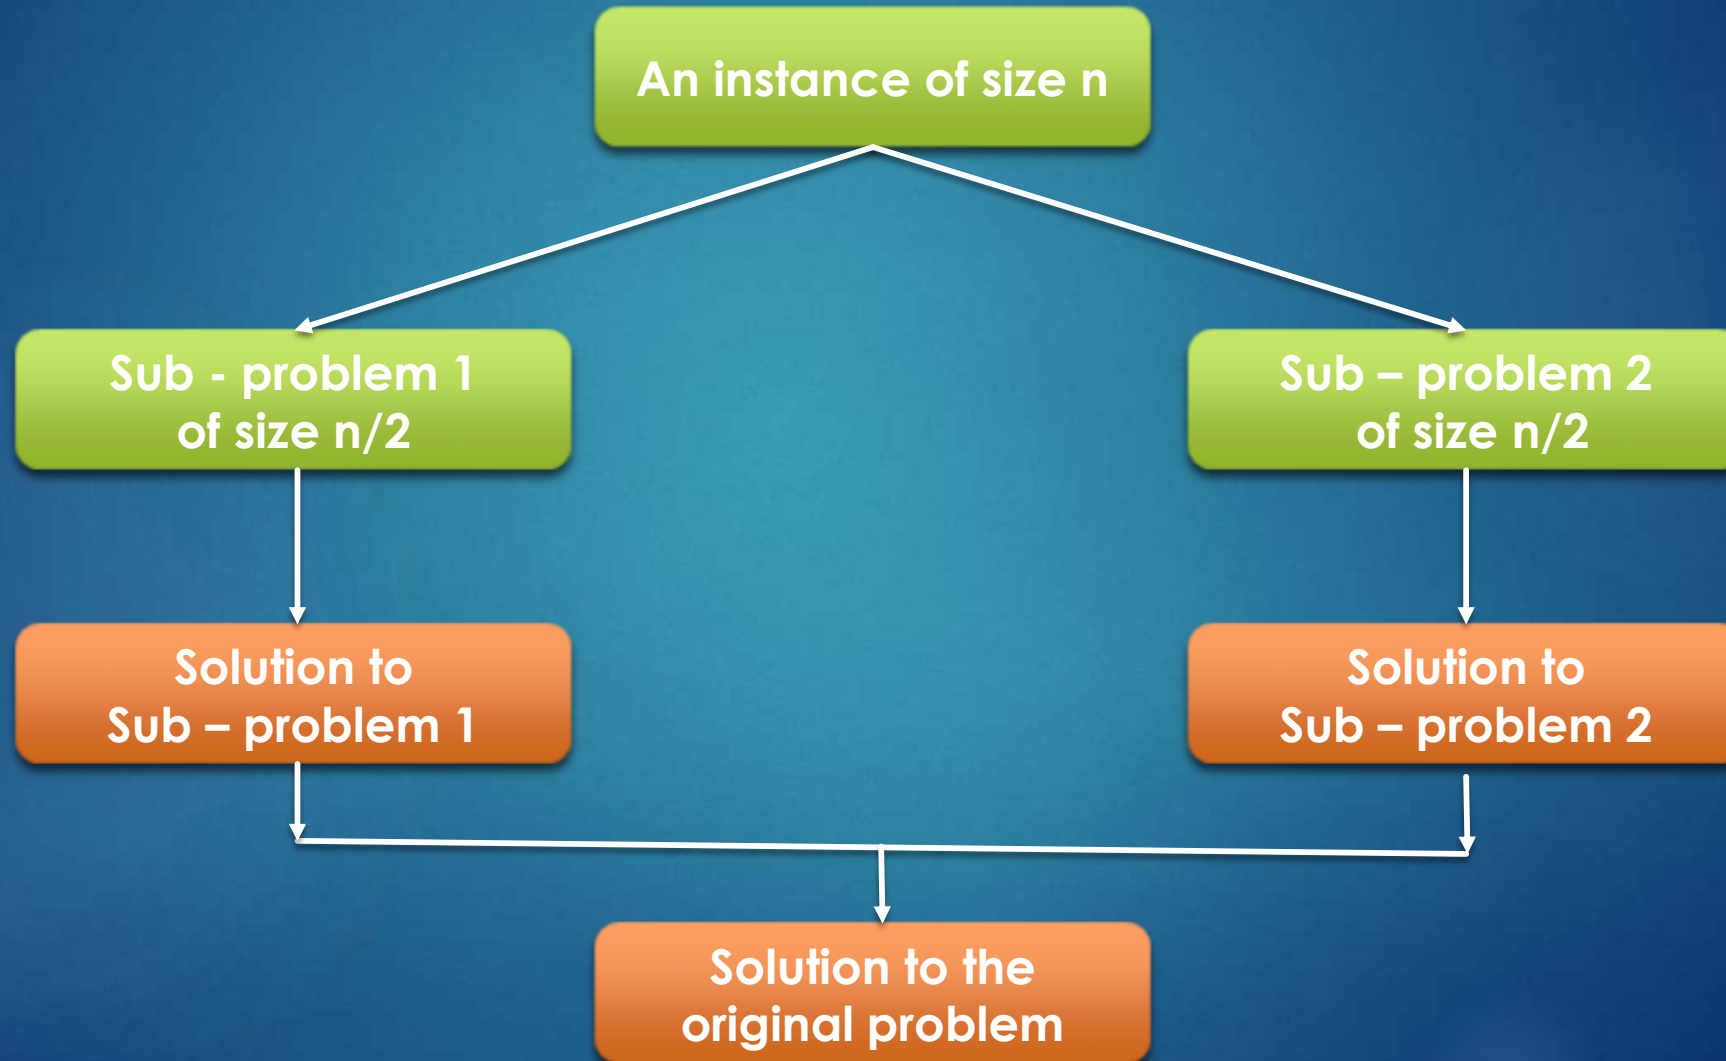 An instance of size n
Sub - problem 1
of size n/2
Sub – problem 2
of size n/2
Solution to
Sub – problem 1
Solution to
Sub – problem 2
Solution to the
original problem